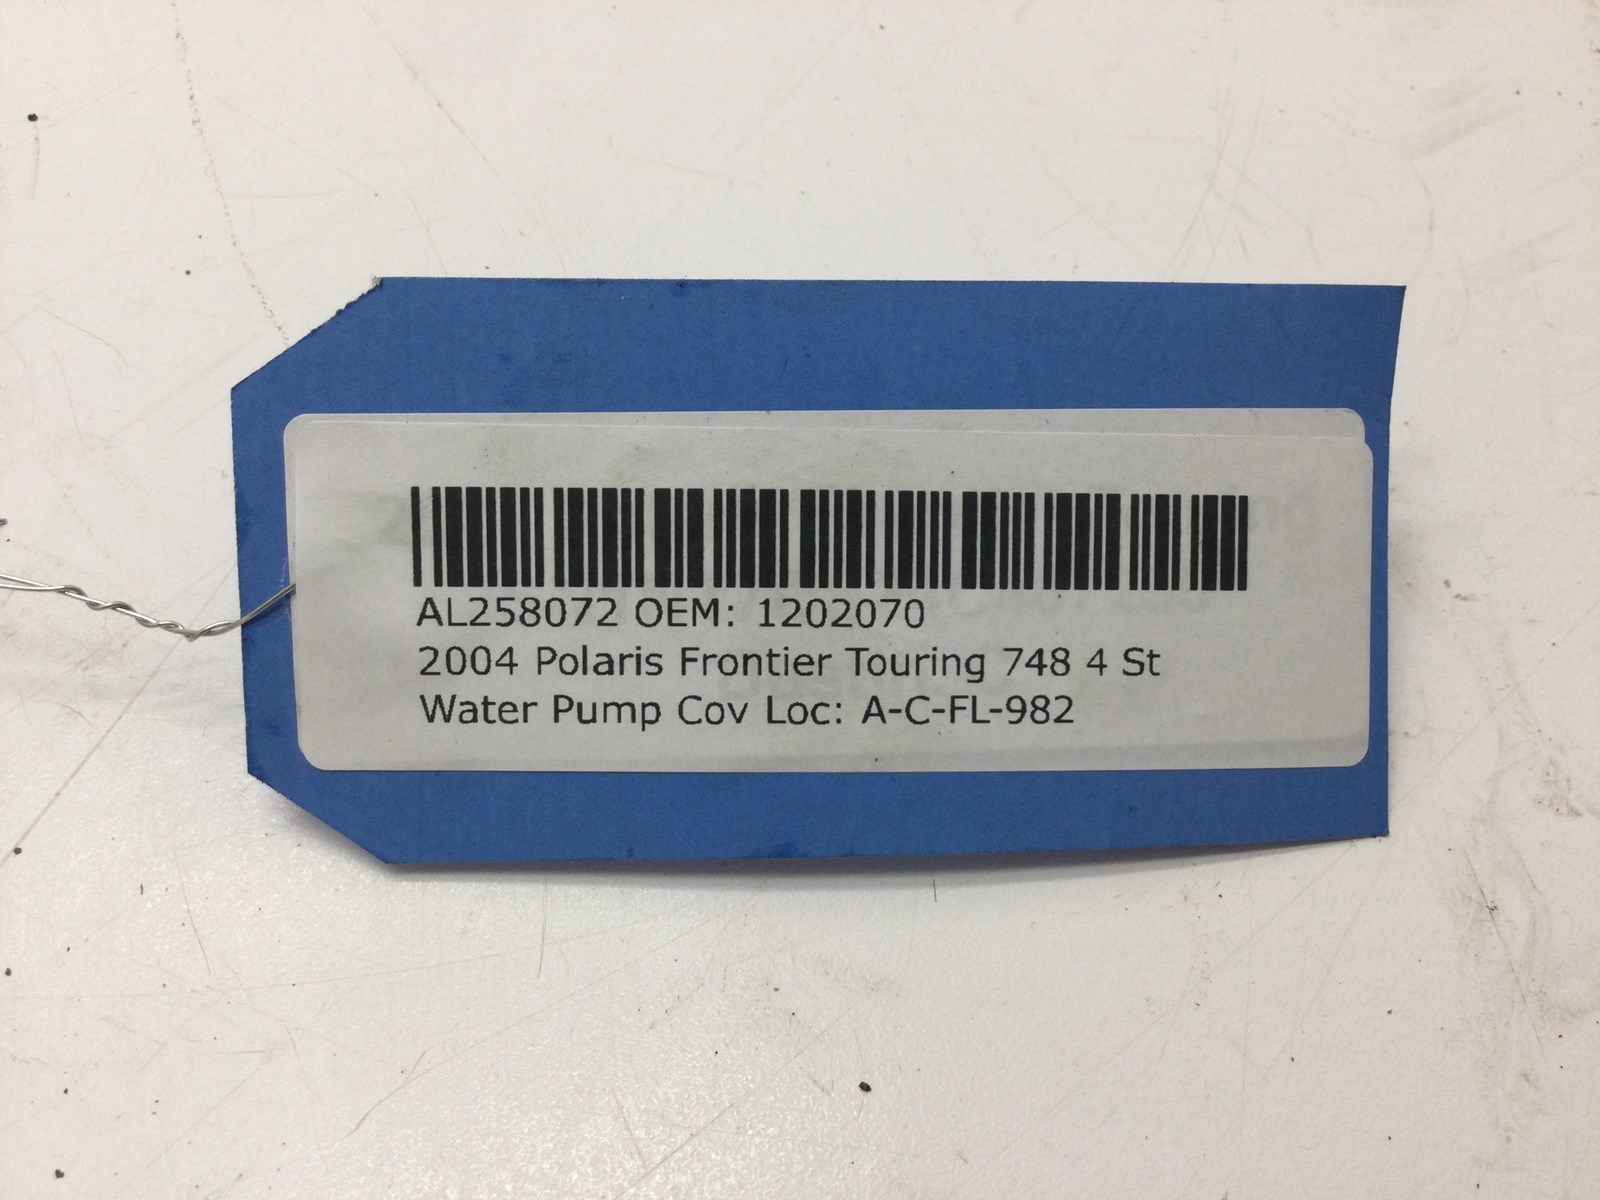 AL258072 OEM: 1202070
2004 Polaris Frontier Touring 748 4 St
Water Pump Cov Loc: A-C-FL-982